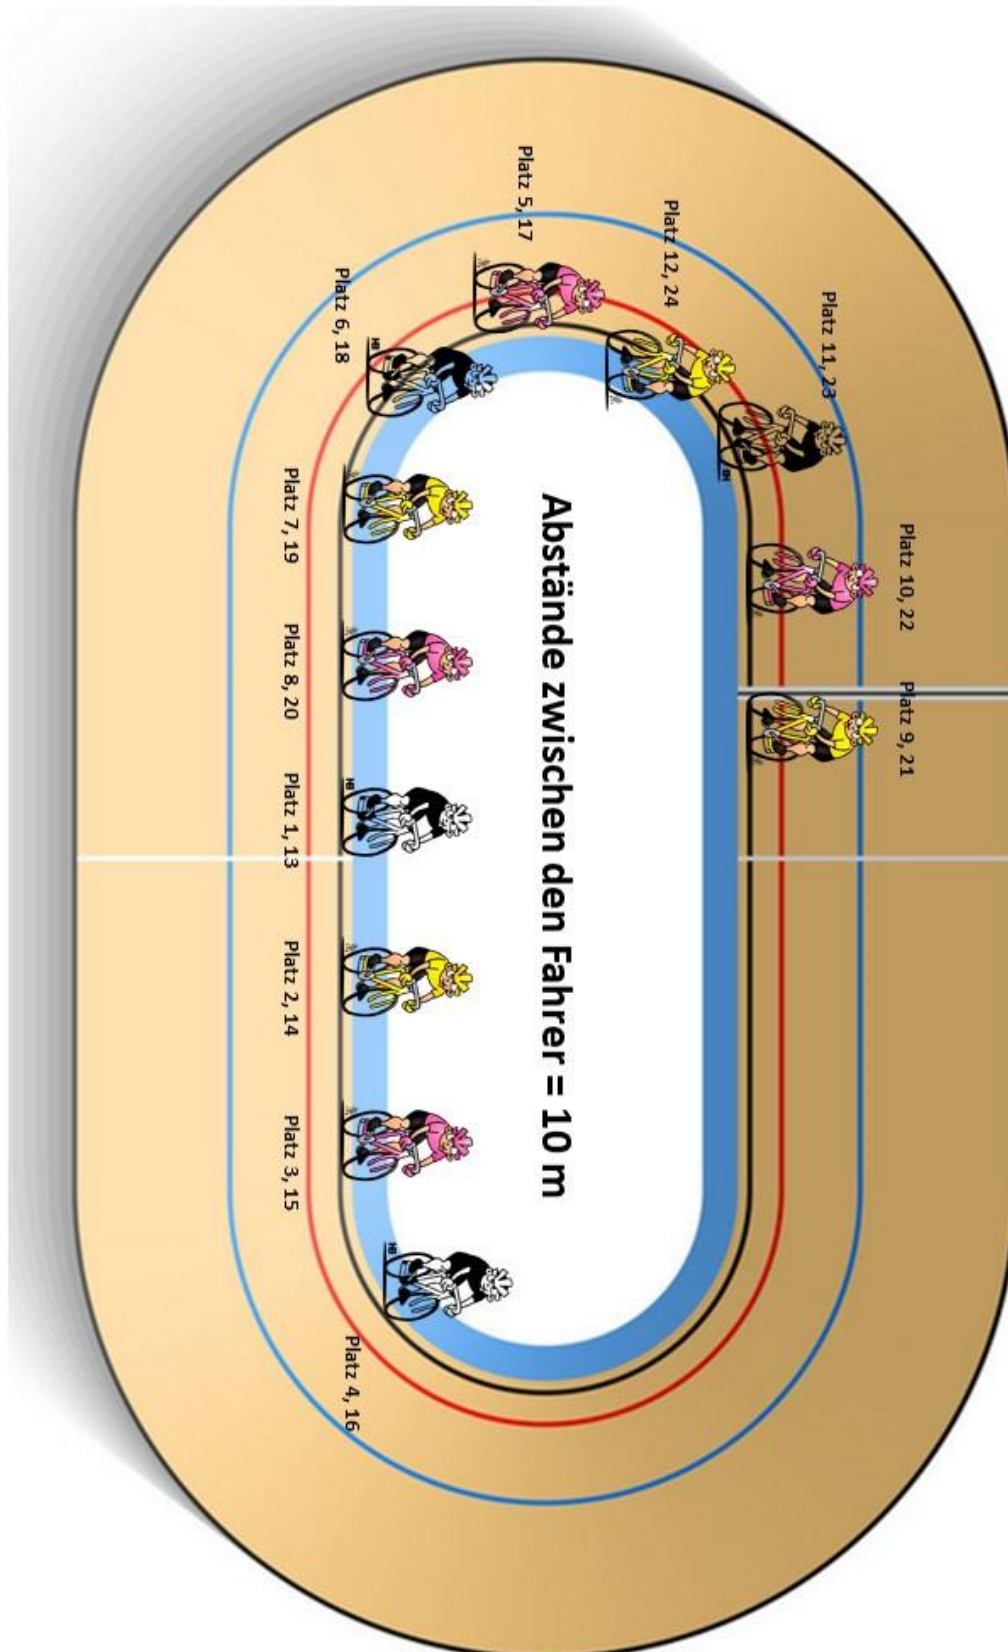 Platz 10, 22
Platz 9, 21
Platz 11, 23
Platz 12, 24
Abstände zwischen den Fahrer = 10 m
Platz 5, 17
Platz 6, 18
Platz 4, 16
Platz 7, 19
Platz 8, 20
Platz 1, 13
Platz 2, 14
Platz 3, 15